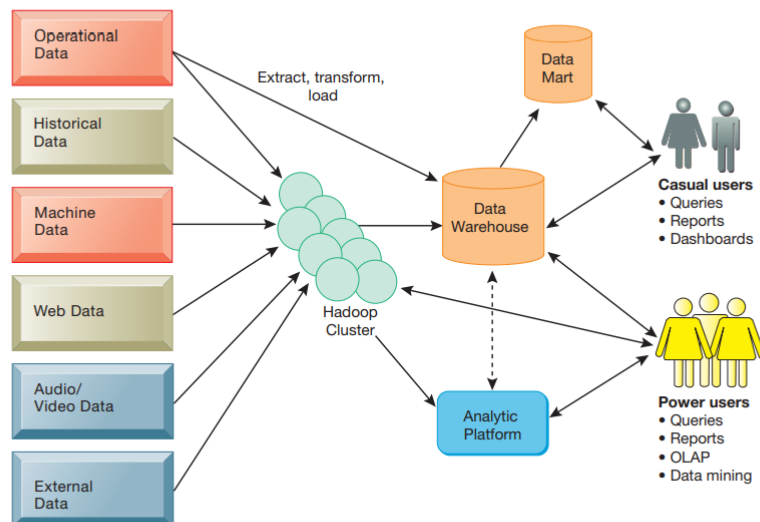 Operational
Data
Historical
Data
Machine
Data
Web Data
Audio/
Video Data
External
Data
Extract, transform,
load
Hadoop
Cluster
Data
Mart
Data
Warehouse
Analytic
Platform
Casual users
• Queries
• Reports
• Dashboards
Power users
• Queries
• Reports
• OLAP
• Data mining